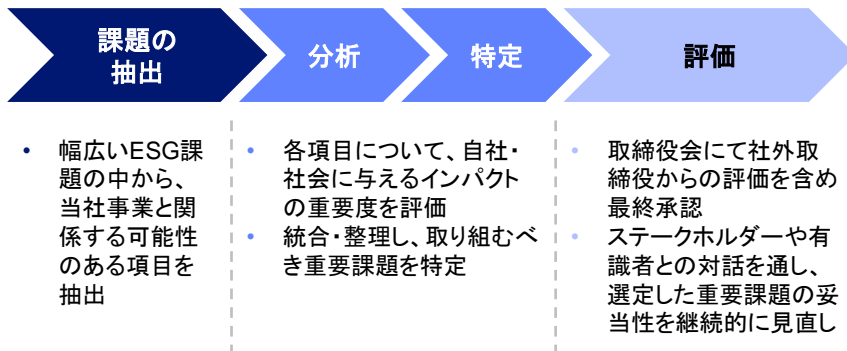 課題の
抽出
分析
特定
評価
• 幅広いESG課
題の中から、
当社事業と関
係する可能性
のある項目を
抽出
• 各項目について、自社・
社会に与えるインパクト
の重要度を評価
• 統合・整理し、取り組むべ
き重要課題を特定
• 取締役会にて社外取
締役からの評価を含め
最終承認
• ステークホルダーや有
識者との対話を通し、
選定した重要課題の妥
当性を継続的に見直し